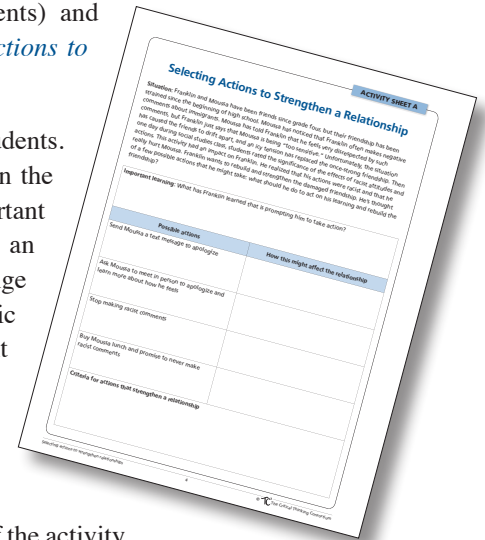 ents) and
ctions to
dents.
n the
rtant
an
ge
ic
t
f the activity
ACTIVITY SHEET A
Selecting Actions to Strengthen a Relationship
Situation: Franklin and Mousa have been friends since grade four, but their friendship has been
strained since the beginning of high school. Mousa has noticed that Franklin often makes negative
comments about immigrants. Mousa has told Franklin that he feels very disrespected by such
comments, but Franklin just says that Mousa is being "too sensitive." Unfortunately, the situation
has caused the friends to drift apart, and an icy tension has replaced the once-strong friendship. Then
one day during social studies class, students rated the significance of the effects of racist attitudes and
actions. This activity had an impact on Franklin. He realized that his actions were racist and that he
really hurt Mousa. Franklin wants to rebuild and strengthen the damaged friendship. He's thought
of a few possible actions that he might take: what should he do to act on his learning and rebuild the
friendship?
Important learning: What has Franklin learned that is prompting him to take action?
Possible actions
How this might affect the relationship
Send Mousa a text message to apologize
Ask Mousa to meet in person to apologize and
learn more about how he feels
Stop making racist comments
Buy Mousa lunch and promise to never make
racist comments
Criteria for actions that strengthen a relationship
Selecting actions to strengthen relationships
The Critical Thinking Consortium